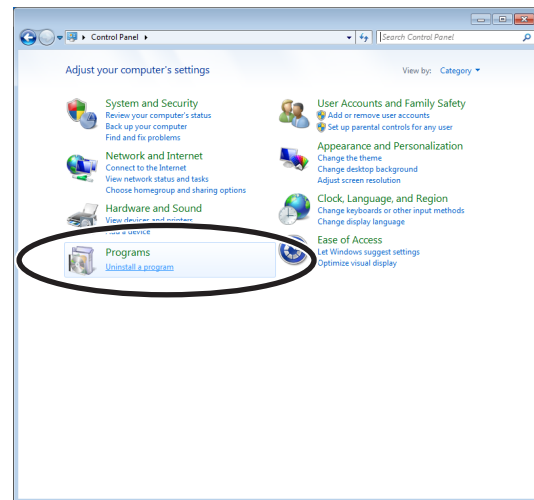 Control Panel
Search Control Panel
Adjust your computer's settings
View by: Category
System and Security
Review your computer's status
Back up your computer
Find and fix problems
Network and Internet
Connect to the Internet
View network status and tasks
Choose homegroup and sharing options
Hardware and Sound
View devices and printers
Add a device
Programs
Uninstall a program
User Accounts and Family Safety
Add or remove user accounts
Set up parental controls for any user
Appearance and Personalization
Change the theme
Change desktop background
Adjust screen resolution
Clock, Language, and Region
Change keyboards or other input methods
Change display language
Ease of Access
Let Windows suggest settings
Optimize visual display